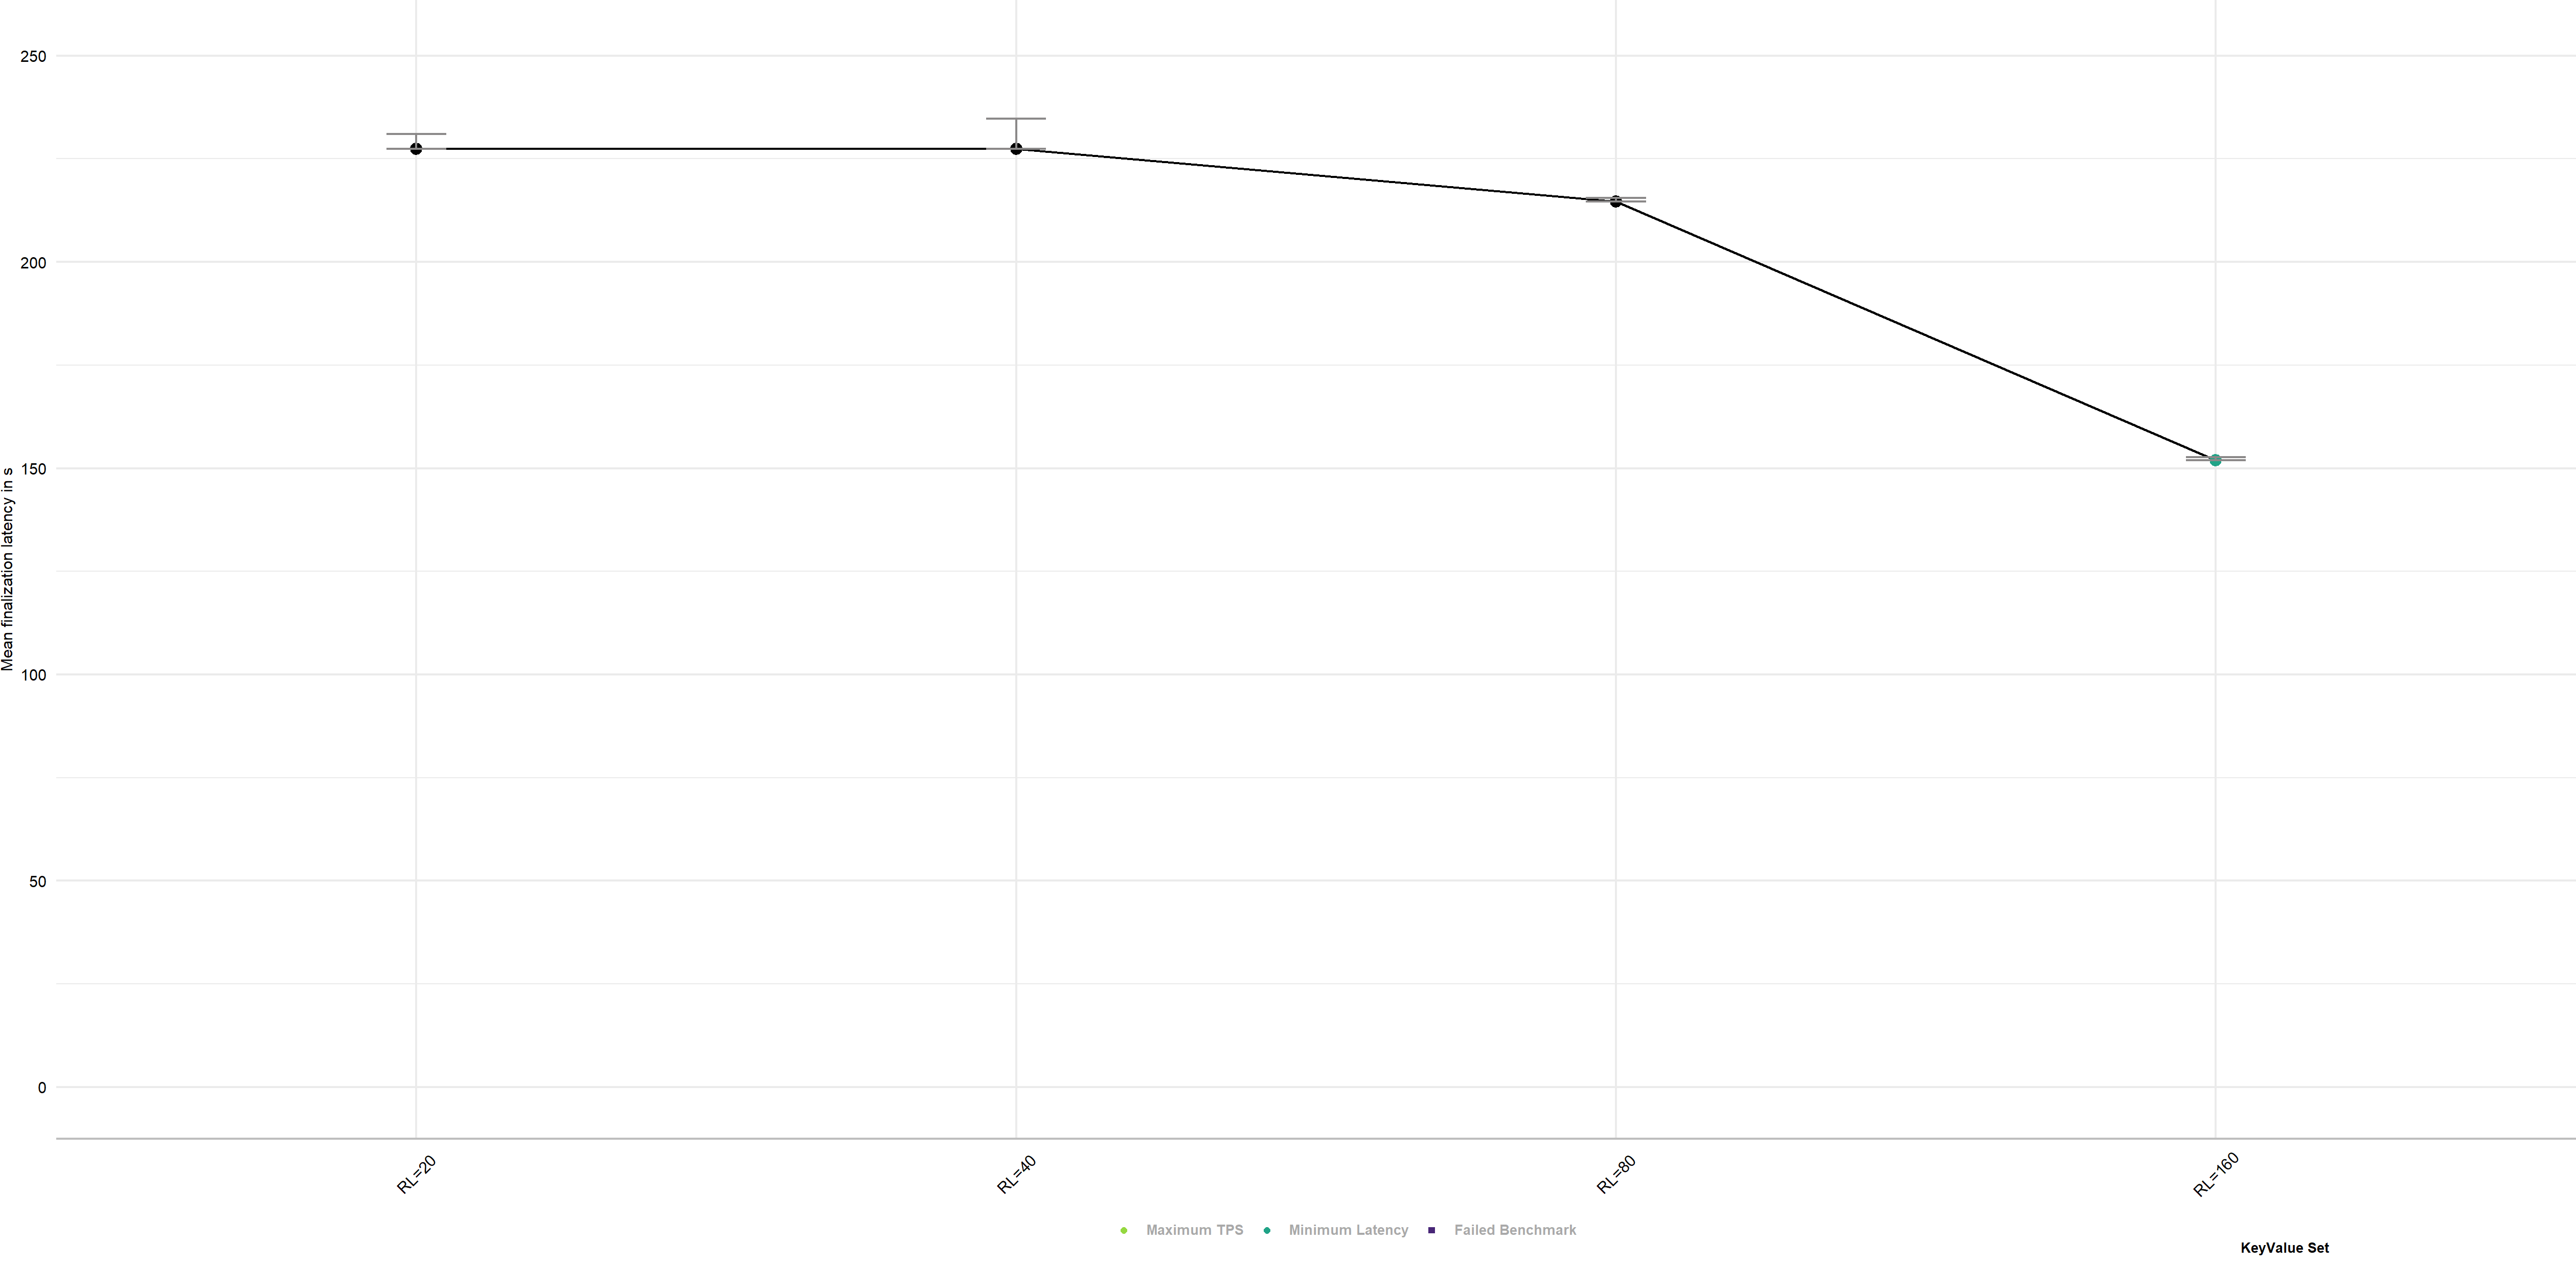 250
200
150
100
50
0
Mean finalization latency in s
RL=20
RL=40
RL=80
RL=160
Maximum TPS
Minimum Latency
Failed Benchmark
KeyValue Set